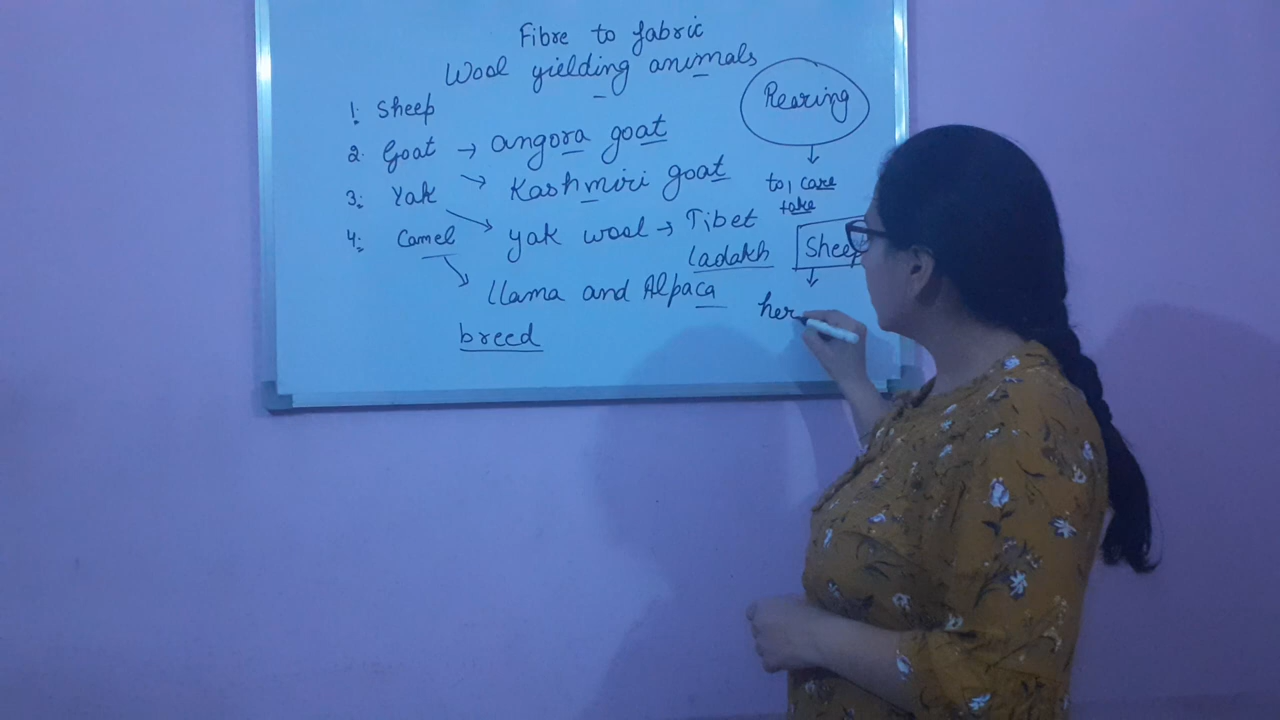 Fibre to fabric
Wool yielding animals
1. Sheep
2. Goat → angora goat
→ Kashmiri goat
3. Yak → yak wool → Tibet
ladakh
4. Camel
→ llama and Alpaca
breed
Rearing
↓
to, care
take
Sheep
↓
her